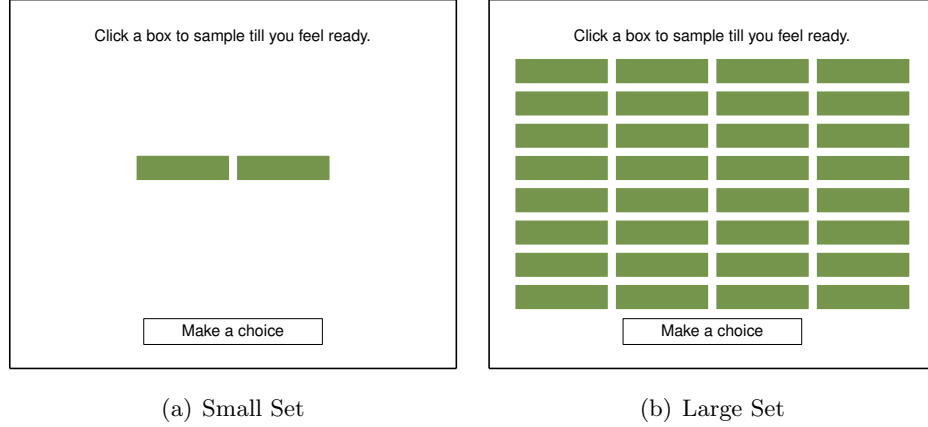 Click a box to sample till you feel ready.
Make a choice
(a) Small Set
Click a box to sample till you feel ready.
Make a choice
(b) Large Set